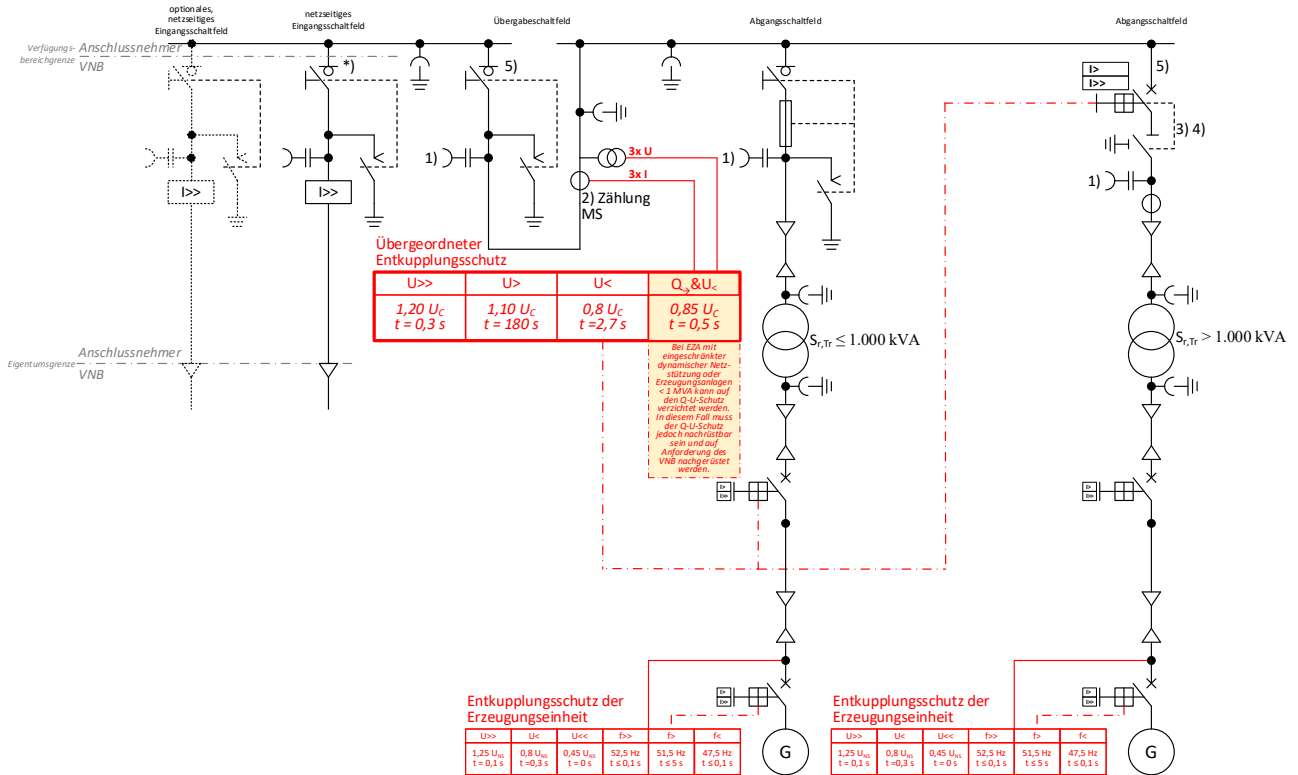 optionales,
netzseitiges
Eingangsschaltfeld
netzseitiges
Eingangsschaltfeld
Übergabeschaltfeld
Abgangsschaltfeld
Abgangsschaltfeld
Verfügungs-
bereichgrenze
Anschlussnehmer
VNB
*)
5)
5)
I>
I>>
3) 4)
1)
1)
1)
3x U
3x I
I>>
I>>
2) Zählung
MS
Übergeordneter
Entkupplungsschutz
U>> U> U< Q→&U<
1,20 UC 1,10 UC 0,8 UC 0,85 UC
t = 0,3 s t = 180 s t =2,7 s t = 0,5 s
Bei EZA mit
eingeschränkter
dynamischer Netz-
stützung oder
Erzeugungsanlagen
< 1 MVA kann auf
den Q-U-Schutz
verzichtet werden.
In diesem Fall muss
der Q-U-Schutz
jedoch nachrüstbar
sein und auf
Anforderung des
VNB nachgerüstet
werden.
Sr,Tr ≤ 1.000 kVA
Sr,Tr > 1.000 kVA
Eigentumsgrenze
Anschlussnehmer
VNB
I>
I>>
I>
I>>
Entkupplungsschutz der
Erzeugungseinheit
U>> U< U<< f>> f> f<
1,25 UNS 0,8 UNS 0,45 UNS 52,5 Hz 51,5 Hz 47,5 Hz
t = 0,1 s t =0,3 s t = 0 s t ≤ 0,1 s t ≤ 5 s t ≤ 0,1 s
I>
I>>
G
Entkupplungsschutz der
Erzeugungseinheit
U>> U< U<< f>> f> f<
1,25 UNS 0,8 UNS 0,45 UNS 52,5 Hz 51,5 Hz 47,5 Hz
t = 0,1 s t =0,3 s t = 0 s t ≤ 0,1 s t ≤ 5 s t ≤ 0,1 s
I>
I>>
G